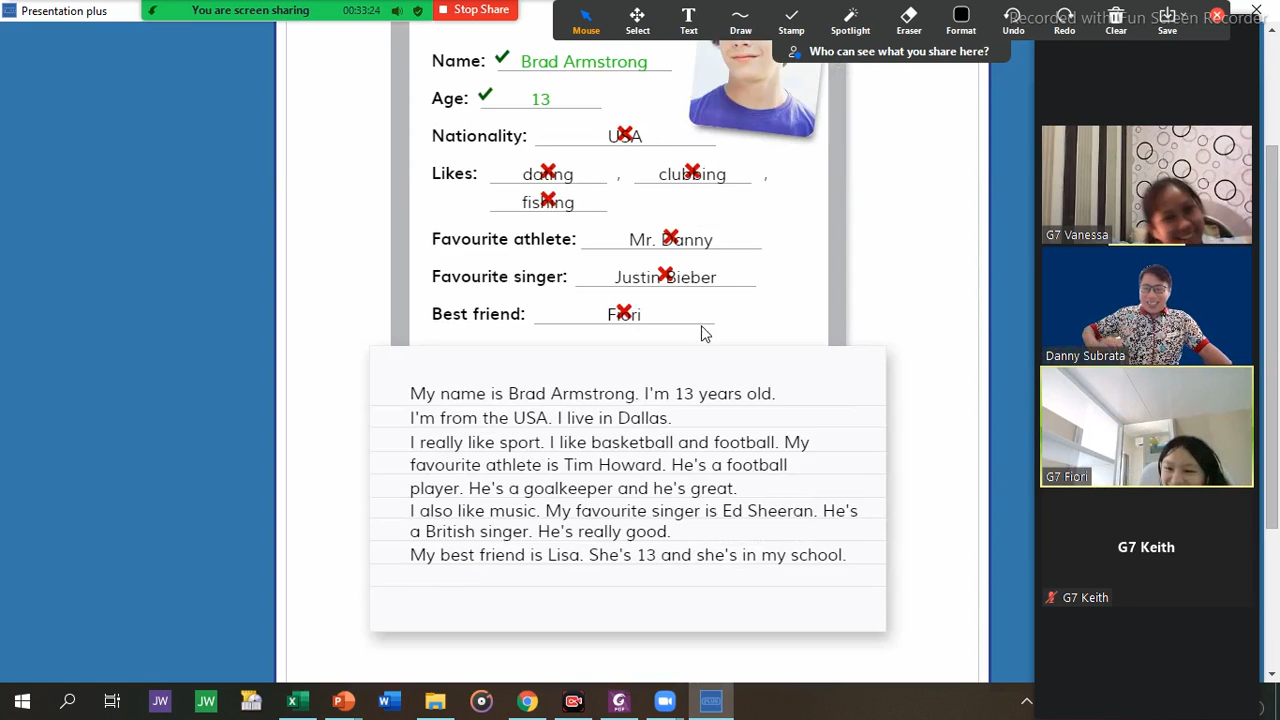 Presentation plus
You are screen sharing
00:33:24
Stop Share
Mouse
Select
Text
Draw
Stamp
Spotlight
Eraser
Format
Undo
Redo
Clear
Save
Recorded with Fun Screen Recorder
Who can see what you share here?
Name: Brad Armstrong
Age: 13
Nationality: USA
Likes: dating , clubbing ,
fishing
Favourite athlete: Mr. Danny
Favourite singer: Justin Bieber
Best friend: Fiori
My name is Brad Armstrong. I'm 13 years old.
I'm from the USA. I live in Dallas.
I really like sport. I like basketball and football. My
favourite athlete is Tim Howard. He's a football
player. He's a goalkeeper and he's great.
I also like music. My favourite singer is Ed Sheeran. He's
a British singer. He's really good.
My best friend is Lisa. She's 13 and she's in my school.
G7 Vanessa
Danny Subrata
G7 Fiori
G7 Keith
G7 Keith
JW
JW
PDF
PLUS